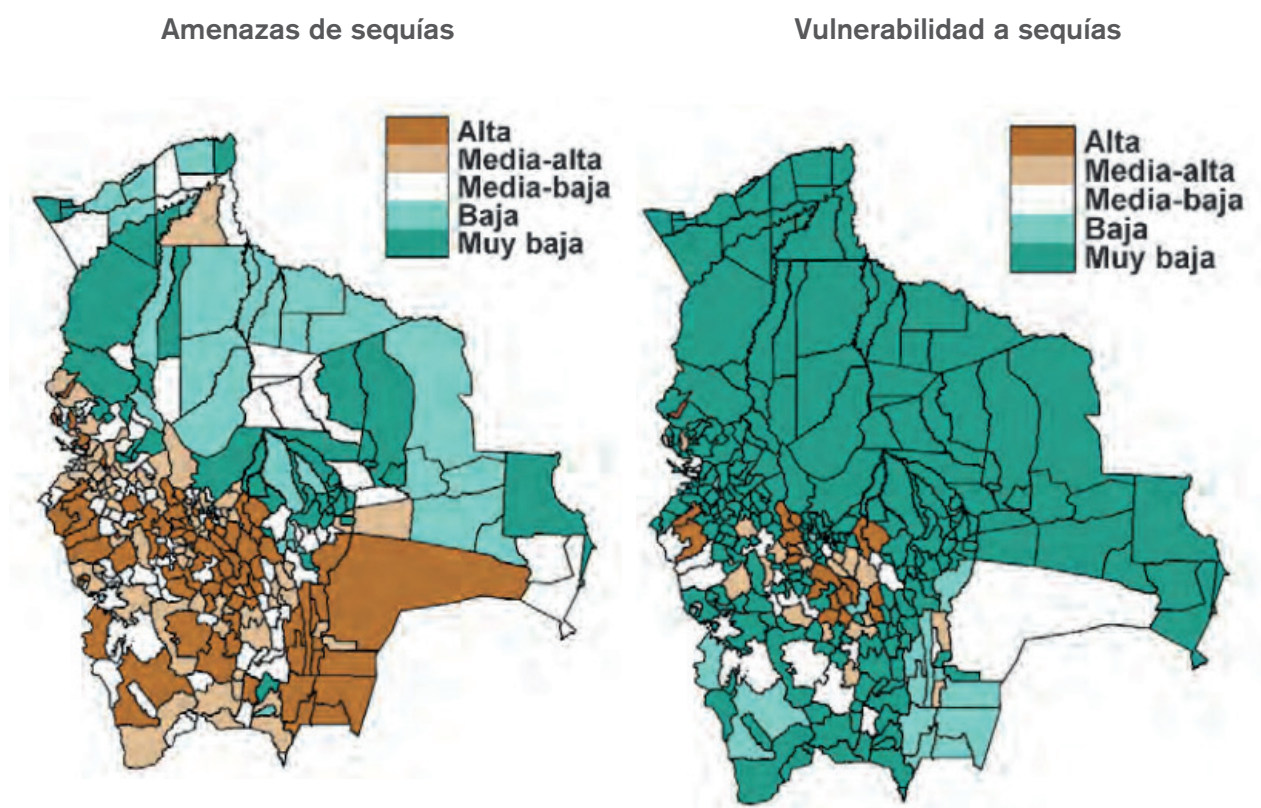 Amenazas de sequías
Vulnerabilidad a sequías
Alta
Media-alta
Media-baja
Baja
Muy baja
Alta
Media-alta
Media-baja
Baja
Muy baja